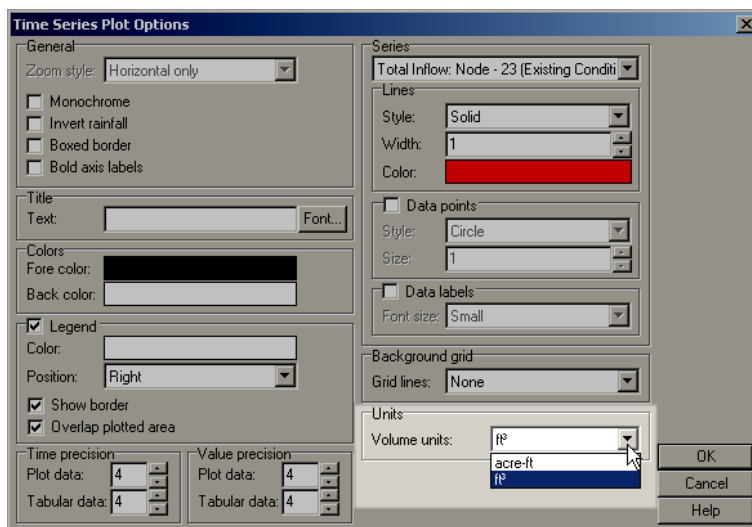 Time Series Plot Options
General
Zoom style: Horizontal only
Monochrome
Invert rainfall
Boxed border
Bold axis labels
Title
Text: Font...
Colors
Fore color:
Back color:
Legend
Color:
Position: Right
Show border
Overlap plotted area
Time precision
Plot data: 4
Tabular data: 4
Value precision
Plot data: 4
Tabular data: 4
Series
Total Inflow: Node - 23 (Existing Conditi
Lines
Style: Solid
Width: 1
Color:
Data points
Style: Circle
Size: 1
Data labels
Font size: Small
Background grid
Grid lines: None
Units
Volume units: ft³
acre-ft
ft³
OK
Cancel
Help